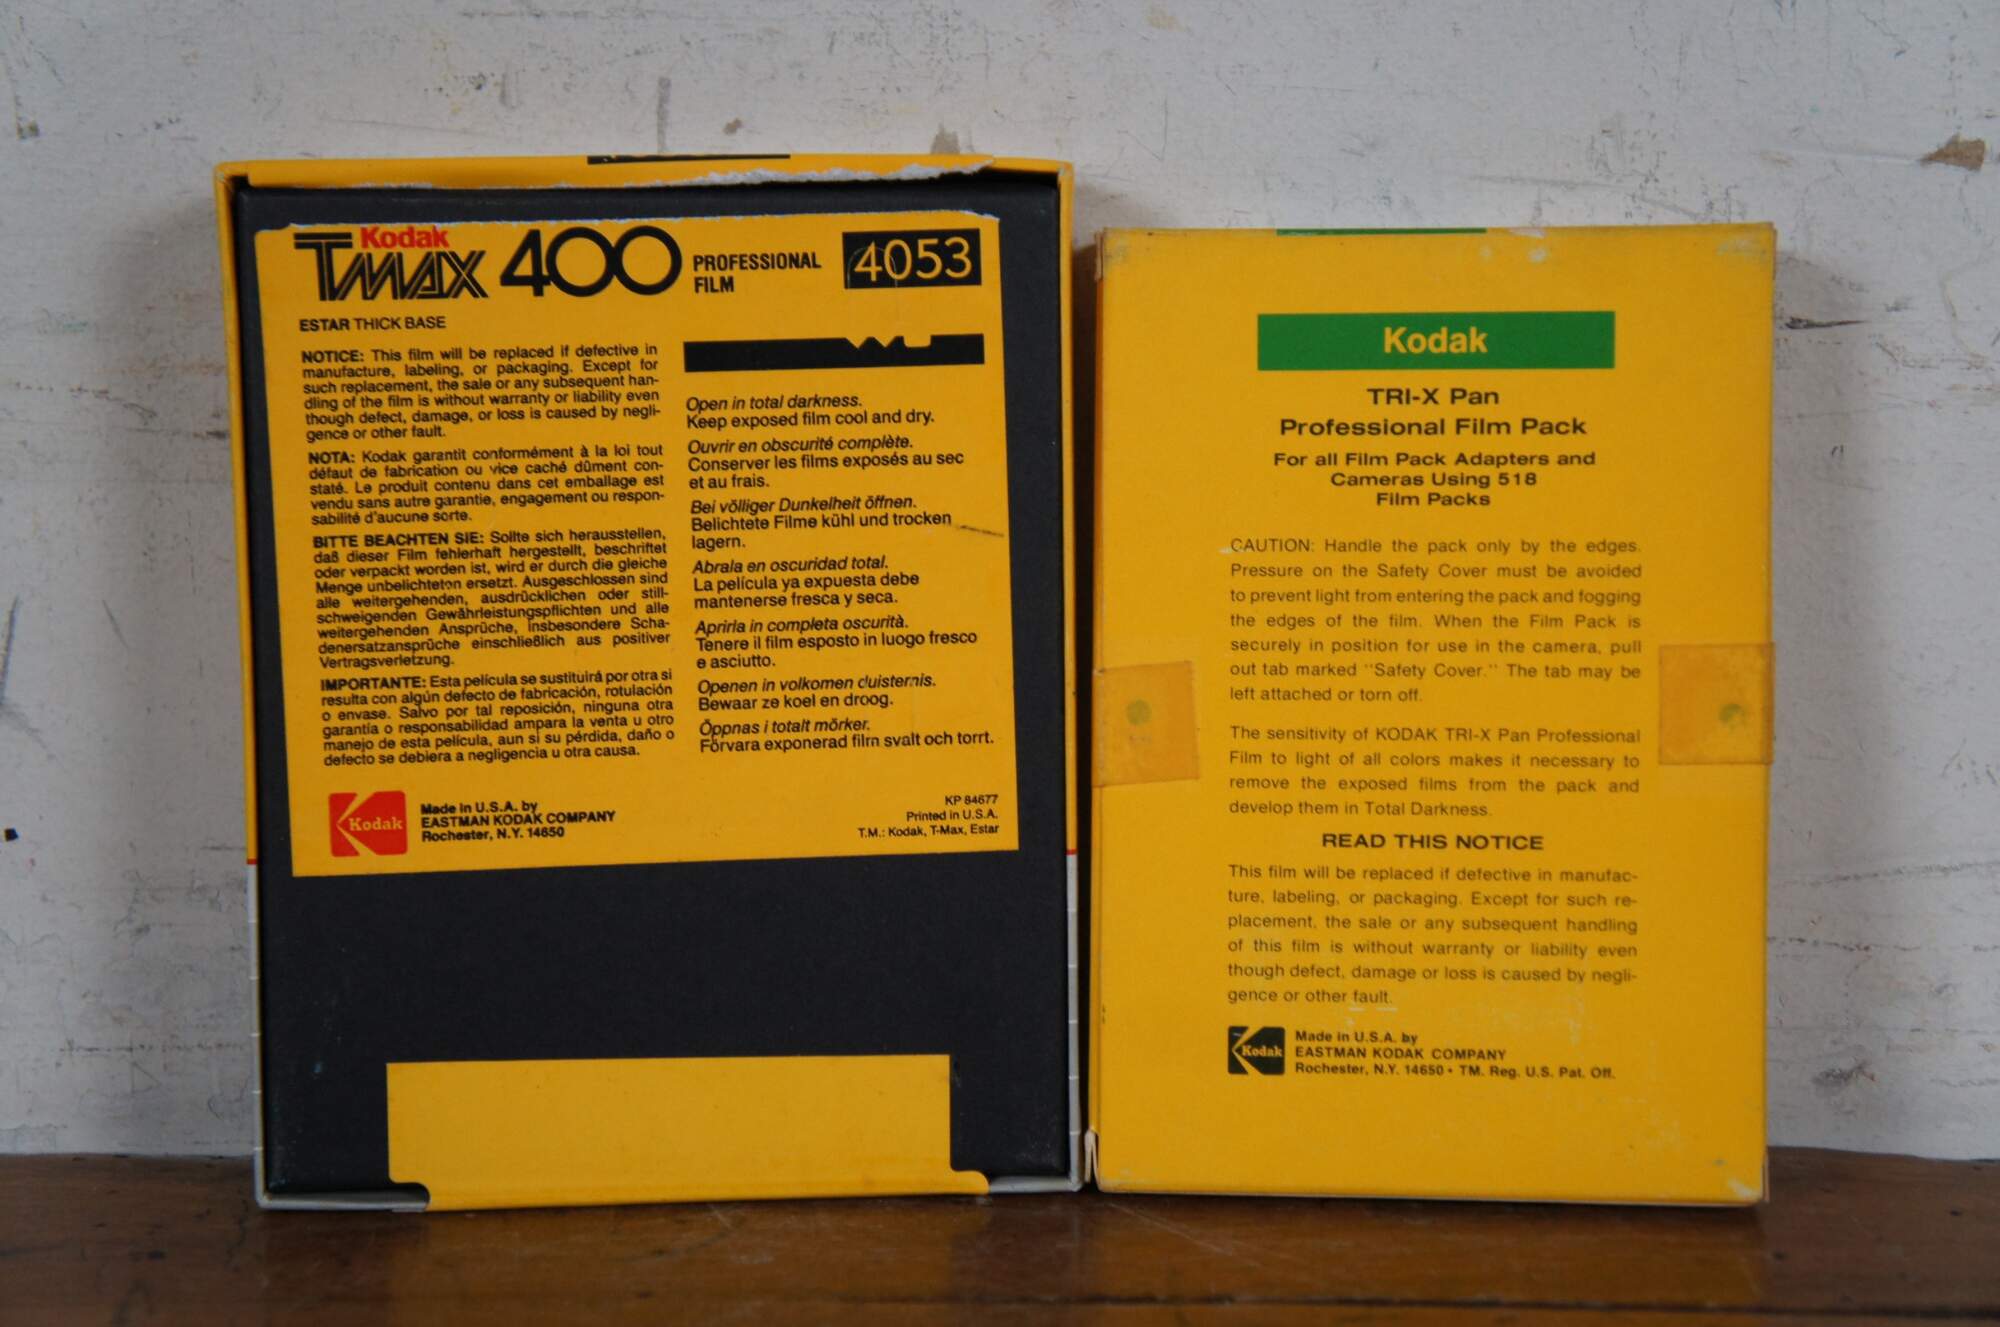 Kodak
TMAX 400 PROFESSIONAL
FILM
4053
ESTAR THICK BASE
NOTICE: This film will be replaced if defective in
manufacture, labeling, or packaging. Except for
such replacement, the sale or any subsequent han-
dling of the film is without warranty or liability even
though defect, damage, or loss is caused by negli-
gence or other fault.
NOTA: Kodak garantit conformément à la loi tout
défaut de fabrication ou vice caché dûment con-
staté. Le produit contenu dans cet emballage est
vendu sans autre garantie, engagement ou respon-
sabilité d'aucune sorte.
BITTE BEACHTEN SIE: Sollte sich herausstellen,
daß dieser Film fehlerhaft hergestellt, beschriftet
oder verpackt worden ist, wird er durch die gleiche
Menge unbelichteten ersetzt. Ausgeschlossen sind
alle weitergehenden, ausdrücklichen oder still-
schweigenden Gewährleistungspflichten und alle
weitergehenden Ansprüche, insbesondere Scha-
denersatzansprüche einschließlich aus positiver
Vertragsverletzung.
IMPORTANTE: Esta película se sustituirá por otra si
resulta con algún defecto de fabricación, rotulación
o envase. Salvo por tal reposición, ninguna otra
garantía o responsabilidad ampara la venta u otro
manejo de esta película, aun si su pérdida, daño o
defecto se debiera a negligencia u otra causa.
Open in total darkness.
Keep exposed film cool and dry.
Ouvrir en obscurité complète.
Conserver les films exposés au sec
et au frais.
Bei völliger Dunkelheit öffnen.
Belichtete Filme kühl und trocken
lagern.
Abrala en oscuridad total.
La película ya expuesta debe
mantenerse fresca y seca.
Aprirla in completa oscurità.
Tenere il film esposto in luogo fresco
e asciutto.
Openen in volkomen duisternis.
Bewaar ze koel en droog.
Öppnas i totalt mörker.
Förvara exponerad film svalt och torrt.
Kodak
Made in U.S.A. by
EASTMAN KODAK COMPANY
Rochester, N.Y. 14650
KP 84677
Printed in U.S.A.
T.M.: Kodak, T-Max, Estar
Kodak
TRI-X Pan
Professional Film Pack
For all Film Pack Adapters and
Cameras Using 518
Film Packs
CAUTION: Handle the pack only by the edges.
Pressure on the Safety Cover must be avoided
to prevent light from entering the pack and fogging
the edges of the film. When the Film Pack is
securely in position for use in the camera, pull
out tab marked "Safety Cover." The tab may be
left attached or torn off.
The sensitivity of KODAK TRI-X Pan Professional
Film to light of all colors makes it necessary to
remove the exposed films from the pack and
develop them in Total Darkness.
READ THIS NOTICE
This film will be replaced if defective in manufac-
ture, labeling, or packaging. Except for such re-
placement, the sale or any subsequent handling
of this film is without warranty or liability even
though defect, damage or loss is caused by negli-
gence or other fault.
Kodak
Made in U.S.A. by
EASTMAN KODAK COMPANY
Rochester, N.Y. 14650 • TM. Reg. U.S. Pat. Off.